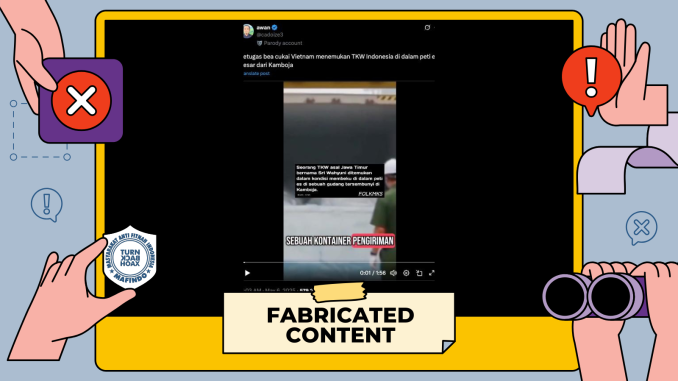 awan
@cadoize3
Parody account
etugas bea cukai Vietnam menemukan TKW Indonesia di dalam peti e
esar dari Kamboja
anslate post
Seorang TKW asal Jawa Timur
bernama Sri Wahyuni ditemukan
dalam kondisi membeku di dalam peti
es di sebuah gudang tersembunyi di
Kamboja.
FOLKMKS
SEBUAH KONTAINER PENGIRIMAN
0:01 / 1:56
MASYARAKAT ANTI FITNAH INDONESIA
TURN
BACK
HOAX
MAFINDO
FABRICATED
CONTENT